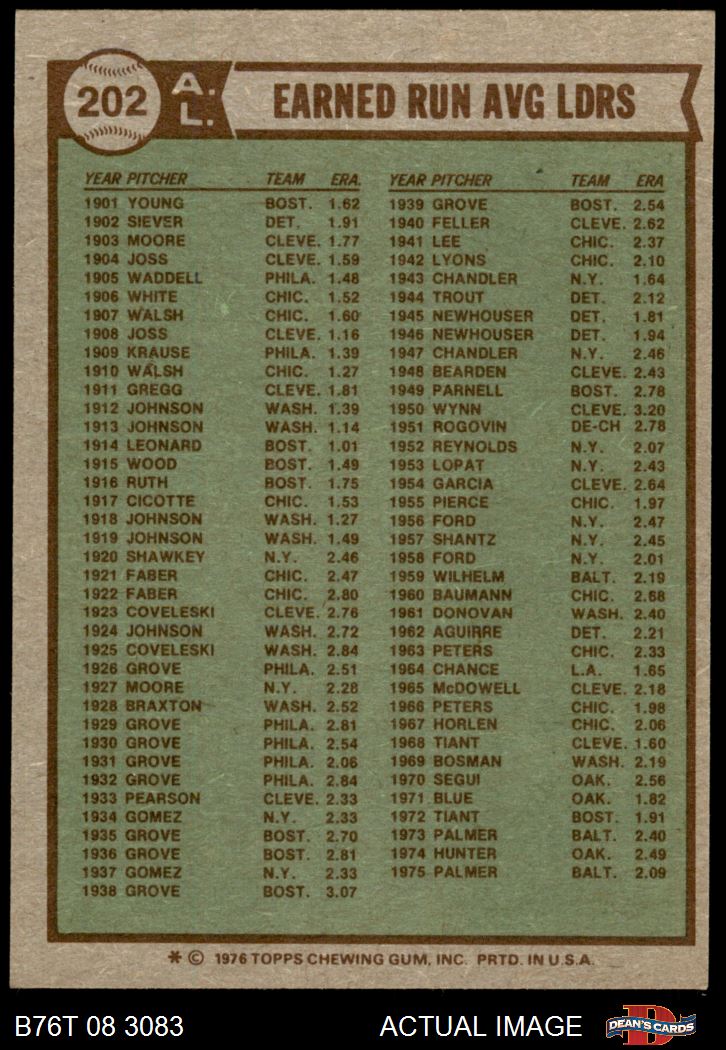 202 A.L. EARNED RUN AVG LDRS
YEAR PITCHER TEAM ERA.
1901 YOUNG BOST. 1.62
1902 SIEVER DET. 1.91
1903 MOORE CLEVE. 1.77
1904 JOSS CLEVE. 1.59
1905 WADDELL PHILA. 1.48
1906 WHITE CHIC. 1.52
1907 WALSH CHIC. 1.60
1908 JOSS CLEVE. 1.16
1909 KRAUSE PHILA. 1.39
1910 WALSH CHIC. 1.27
1911 GREGG CLEVE. 1.81
1912 JOHNSON WASH. 1.39
1913 JOHNSON WASH. 1.14
1914 LEONARD BOST. 1.01
1915 WOOD BOST. 1.49
1916 RUTH BOST. 1.75
1917 CICOTTE CHIC. 1.53
1918 JOHNSON WASH. 1.27
1919 JOHNSON WASH. 1.49
1920 SHAWKEY N.Y. 2.46
1921 FABER CHIC. 2.47
1922 FABER CHIC. 2.80
1923 COVELESKI CLEVE. 2.76
1924 JOHNSON WASH. 2.72
1925 COVELESKI WASH. 2.84
1926 GROVE PHILA. 2.51
1927 MOORE N.Y. 2.28
1928 BRAXTON WASH. 2.52
1929 GROVE PHILA. 2.81
1930 GROVE PHILA. 2.54
1931 GROVE PHILA. 2.06
1932 GROVE PHILA. 2.84
1933 PEARSON CLEVE. 2.33
1934 GOMEZ N.Y. 2.33
1935 GROVE BOST. 2.70
1936 GROVE BOST. 2.81
1937 GOMEZ N.Y. 2.33
1938 GROVE BOST. 3.07
YEAR PITCHER TEAM ERA
1939 GROVE BOST. 2.54
1940 FELLER CLEVE. 2.62
1941 LEE CHIC. 2.37
1942 LYONS CHIC. 2.10
1943 CHANDLER N.Y. 1.64
1944 TROUT DET. 2.12
1945 NEWHOUSER DET. 1.81
1946 NEWHOUSER DET. 1.94
1947 CHANDLER N.Y. 2.46
1948 BEARDEN CLEVE. 2.43
1949 PARNELL BOST. 2.78
1950 WYNN CLEVE. 3.20
1951 ROGOVIN DE-CH 2.78
1952 REYNOLDS N.Y. 2.07
1953 LOPAT N.Y. 2.43
1954 GARCIA CLEVE. 2.64
1955 PIERCE CHIC. 1.97
1956 FORD N.Y. 2.47
1957 SHANTZ N.Y. 2.45
1958 FORD N.Y. 2.01
1959 WILHELM BALT. 2.19
1960 BAUMANN CHIC. 2.68
1961 DONOVAN WASH. 2.40
1962 AGUIRRE DET. 2.21
1963 PETERS CHIC. 2.33
1964 CHANCE L.A. 1.65
1965 McDOWELL CLEVE. 2.18
1966 PETERS CHIC. 1.98
1967 HORLEN CHIC. 2.06
1968 TIANT CLEVE. 1.60
1969 BOSMAN WASH. 2.19
1970 SEGUI OAK. 2.56
1971 BLUE OAK. 1.82
1972 TIANT BOST. 1.91
1973 PALMER BALT. 2.40
1974 HUNTER OAK. 2.49
1975 PALMER BALT. 2.09
* © 1976 TOPPS CHEWING GUM, INC. PRTD. IN U.S.A.
B76T 08 3083 ACTUAL IMAGE D DEAN'S CARDS